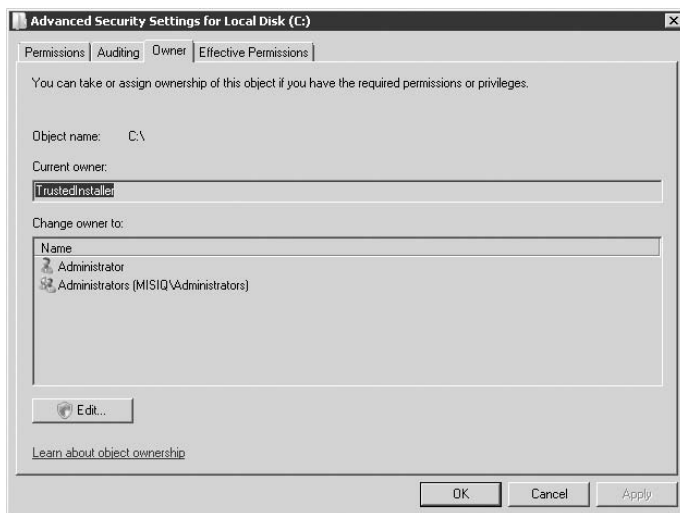 Advanced Security Settings for Local Disk (C:)
Permissions Auditing Owner Effective Permissions
You can take or assign ownership of this object if you have the required permissions or privileges.
Object name: C:\
Current owner:
TrustedInstaller
Change owner to:
Name
Administrator
Administrators (MISIQ\Administrators)
Edit...
Learn about object ownership
OK Cancel Apply